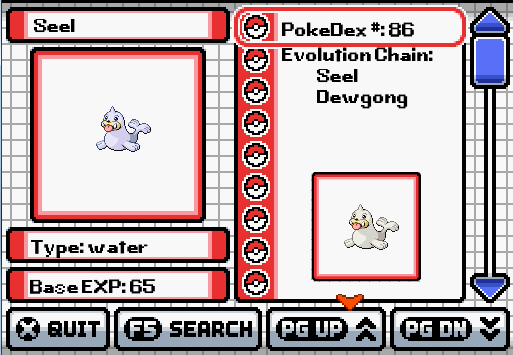 Seel
PokeDex #: 86
Evolution Chain:
Seel
Dewgong
Type: water
Base EXP: 65
X QUIT
F5 SEARCH
PG UP
PG DN